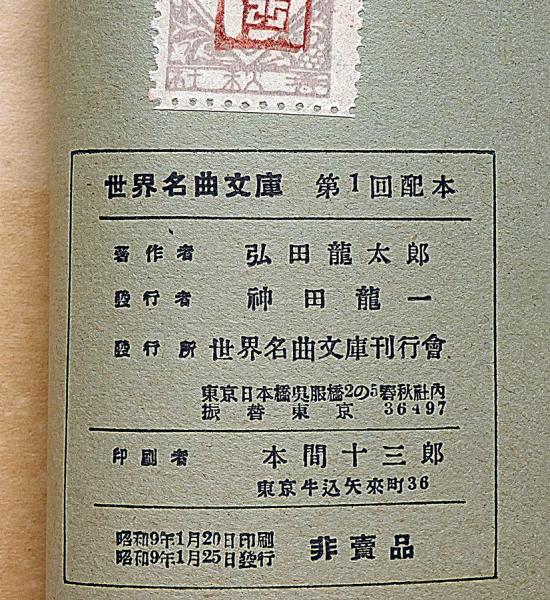 春秋社
世界名曲文庫 第1回配本
著作者 弘田龍太郎
發行者 神田龍一
發行所 世界名曲文庫刊行會
東京日本橋呉服橋2の5春秋社内
振替東京 36497
印刷者 本間十三郎
東京牛込矢來町36
昭和9年1月20日印刷
昭和9年1月25日發行
非賣品